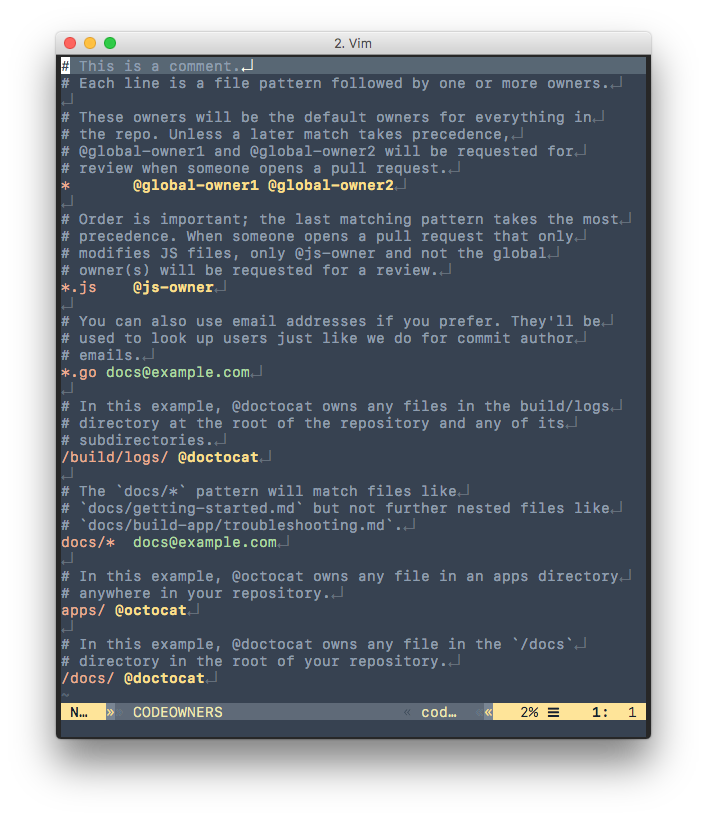 2. Vim
# This is a comment.↵
# Each line is a file pattern followed by one or more owners.↵
↵
# These owners will be the default owners for everything in↵
# the repo. Unless a later match takes precedence,↵
# @global-owner1 and @global-owner2 will be requested for↵
# review when someone opens a pull request.↵
*       @global-owner1 @global-owner2↵
↵
# Order is important; the last matching pattern takes the most↵
# precedence. When someone opens a pull request that only↵
# modifies JS files, only @js-owner and not the global↵
# owner(s) will be requested for a review.↵
*.js    @js-owner↵
↵
# You can also use email addresses if you prefer. They'll be↵
# used to look up users just like we do for commit author↵
# emails.↵
*.go docs@example.com↵
↵
# In this example, @doctocat owns any files in the build/logs↵
# directory at the root of the repository and any of its↵
# subdirectories.↵
/build/logs/ @doctocat↵
↵
# The `docs/*` pattern will match files like↵
# `docs/getting-started.md` but not further nested files like↵
# `docs/build-app/troubleshooting.md`.↵
docs/*  docs@example.com↵
↵
# In this example, @octocat owns any file in an apps directory↵
# anywhere in your repository.↵
apps/ @octocat↵
↵
# In this example, @doctocat owns any file in the `/docs`↵
# directory in the root of your repository.↵
/docs/ @doctocat↵
~
N… » CODEOWNERS « cod… « 2% ☰ 1: 1